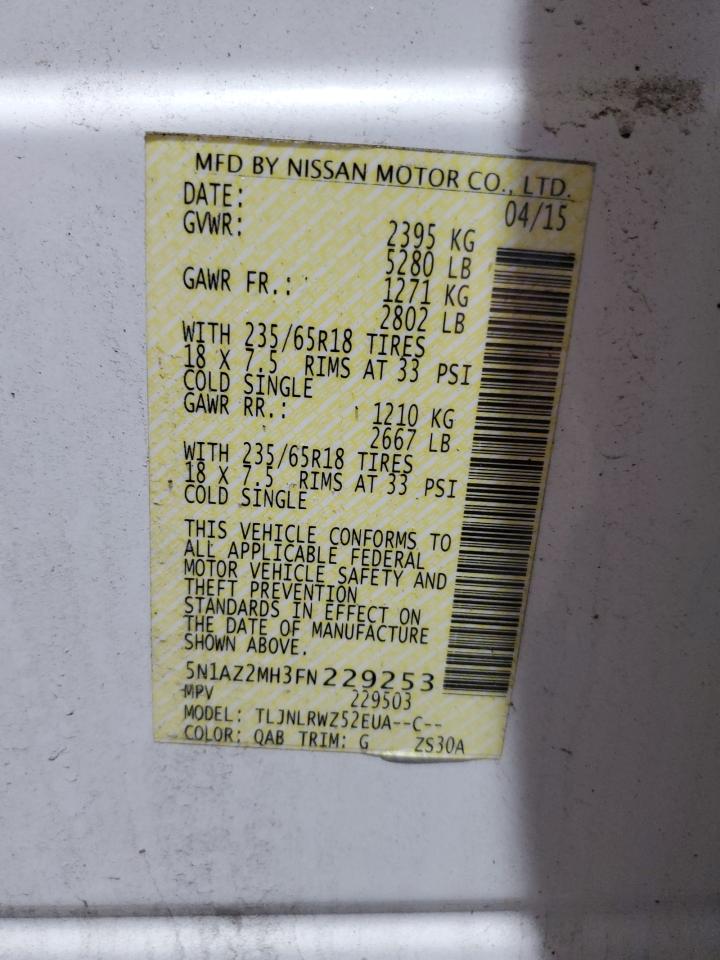 MFD BY NISSAN MOTOR CO., LTD.
DATE: 04/15
GVWR: 2395 KG
5280 LB
GAWR FR.: 1271 KG
2802 LB
WITH 235/65R18 TIRES
18 X 7.5 RIMS AT 33 PSI
COLD SINGLE
GAWR RR.: 1210 KG
2667 LB
WITH 235/65R18 TIRES
18 X 7.5 RIMS AT 33 PSI
COLD SINGLE
THIS VEHICLE CONFORMS TO
ALL APPLICABLE FEDERAL
MOTOR VEHICLE SAFETY AND
THEFT PREVENTION
STANDARDS IN EFFECT ON
THE DATE OF MANUFACTURE
SHOWN ABOVE.
5N1AZ2MH3FN229253
MPV 229503
MODEL: TLJNLRWZ52EUA--C--
COLOR: QAB TRIM: G ZS30A